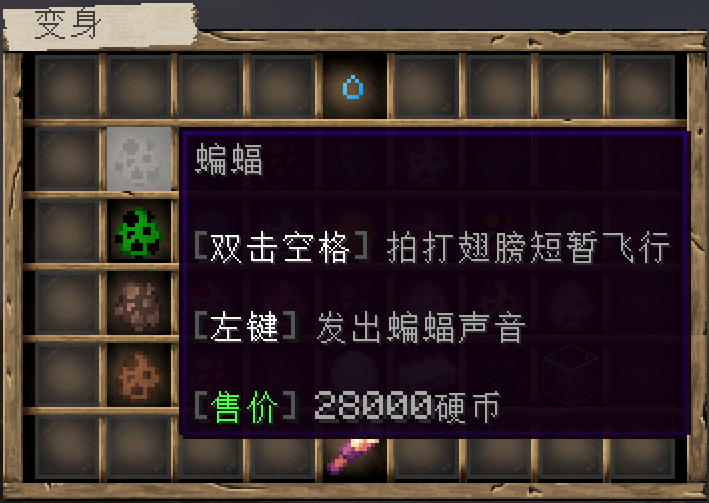 变身
蝙蝠
[双击空格] 拍打翅膀短暂飞行
[左键] 发出蝙蝠声音
[售价] 28000硬币